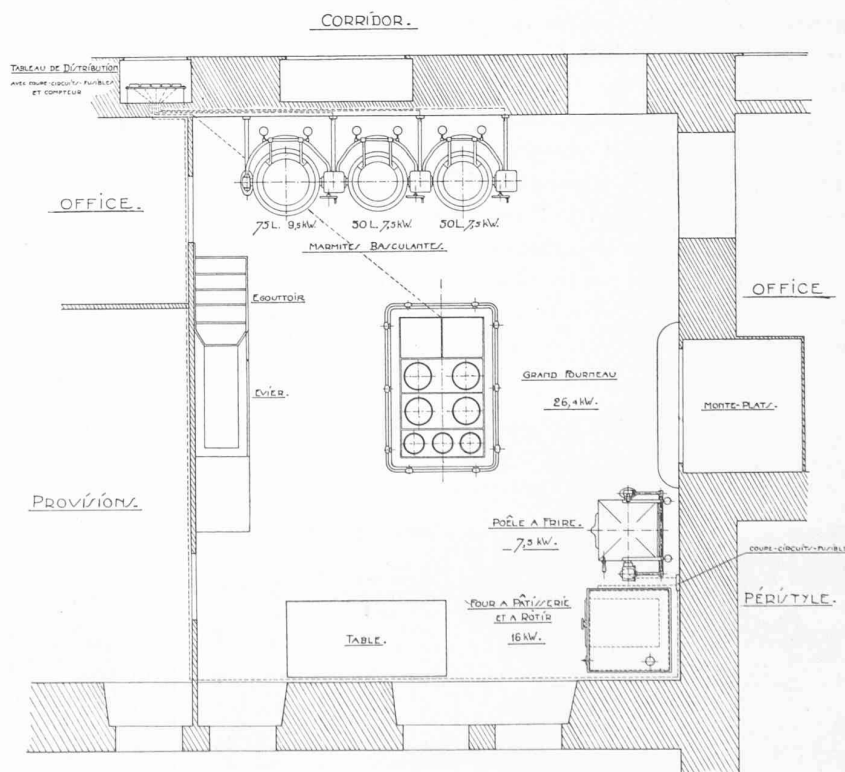 CORRIDOR.
TABLEAU DE DISTRIBUTION
AVEC COUPE-CIRCUITS-FUSIBLES
ET COMPTEUR
OFFICE.
75 L. 9,5 kW.
50 L. 7,5 kW.
50 L. 7,5 kW.
MARMITES BASCULANTES.
EGOUTTOIR
OFFICE
GRAND FOURNEAU
26,4 kW.
EVIER.
MONTE-PLATS.
PROVISIONS.
POÊLE A FRIRE.
7,5 kW.
COUPE-CIRCUITS-FUSIBLE
FOUR A PÂTISSERIE
ET A RÔTIR
16 kW.
PÉRISTYLE.
TABLE.